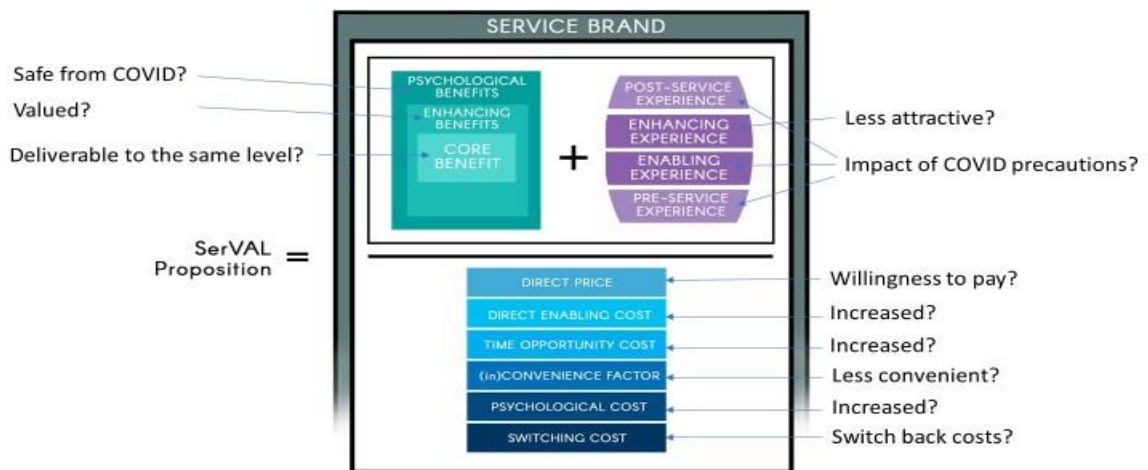 SERVICE BRAND
Safe from COVID?
Valued?
Deliverable to the same level?
PSYCHOLOGICAL
BENEFITS
ENHANCING
BENEFITS
CORE
BENEFIT
+
POST-SERVICE
EXPERIENCE
ENHANCING
EXPERIENCE
ENABLING
EXPERIENCE
PRE-SERVICE
EXPERIENCE
Less attractive?
Impact of COVID precautions?
SerVAL
Proposition =
DIRECT PRICE
DIRECT ENABLING COST
TIME OPPORTUNITY COST
(in)CONVENIENCE FACTOR
PSYCHOLOGICAL COST
SWITCHING COST
Willingness to pay?
Increased?
Increased?
Less convenient?
Increased?
Switch back costs?